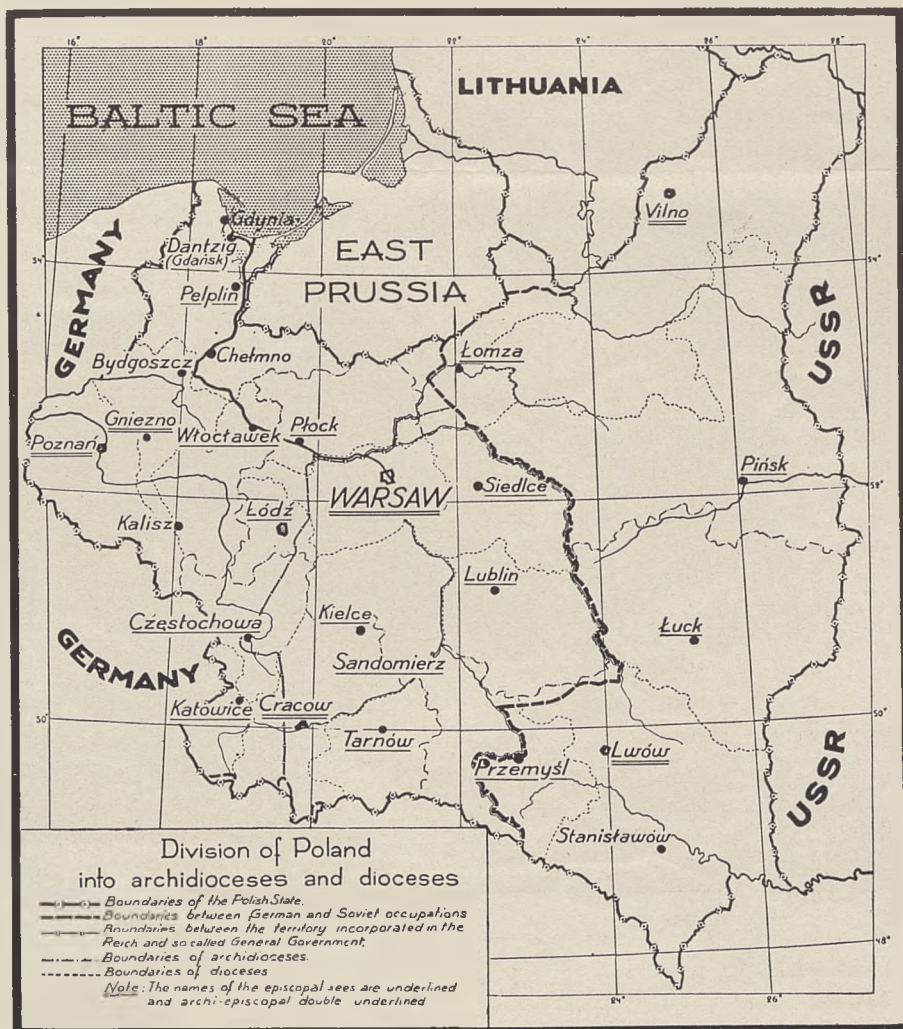 16°
18°
20°
22°
24°
26°
28°
LITHUANIA
BALTIC SEA
Vilno
Gdynia
Dantzig
(Gdańsk)
EAST
PRUSSIA
54°
54°
GERMANY
Pelplin
USSR
Bydgoszcz
Chełmno
Łomza
Gniezno
Włocławek
Płock
Poznań
Pińsk
WARSAW
Siedlce
52°
Kalisz
Łódź
Lublin
Częstochowa
Kielce
Łuck
GERMANY
Sandomierz
Katowice
Cracow
50°
50°
Tarnów
Przemyśl
Lwów
USSR
Stanisławów
Division of Poland
into archidioceses and dioceses
Boundaries of the Polish State.
Boundaries between German and Soviet occupations
Boundaries between the territory incorporated in the
Reich and so called General Government.
Boundaries of archidioceses.
Boundaries of dioceses
Note: The names of the episcopal sees are underlined
and archi-episcopal double underlined
48°
24°
26°